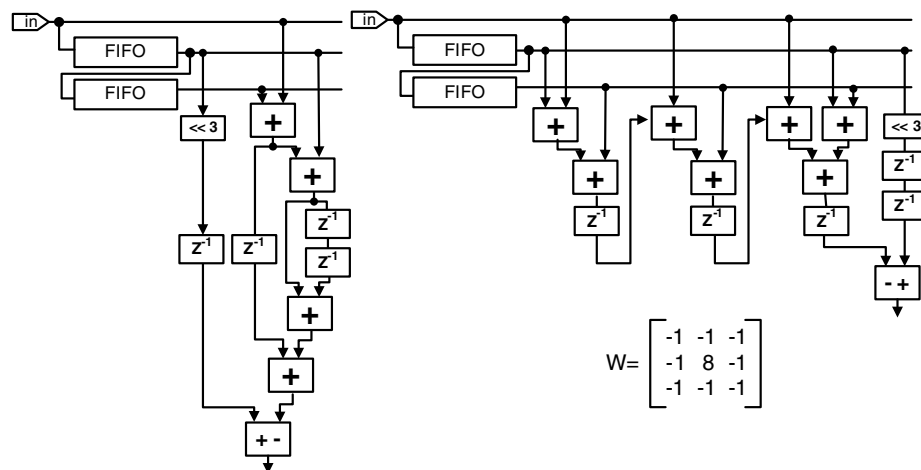 in
FIFO
FIFO
<< 3
+
+
Z-1
Z-1
Z-1
Z-1
+
+
+ -
in
FIFO
FIFO
+
+
+
+
<< 3
+
+
+
Z-1
Z-1
Z-1
Z-1
Z-1
- +
W=
-1 -1 -1
-1 8 -1
-1 -1 -1